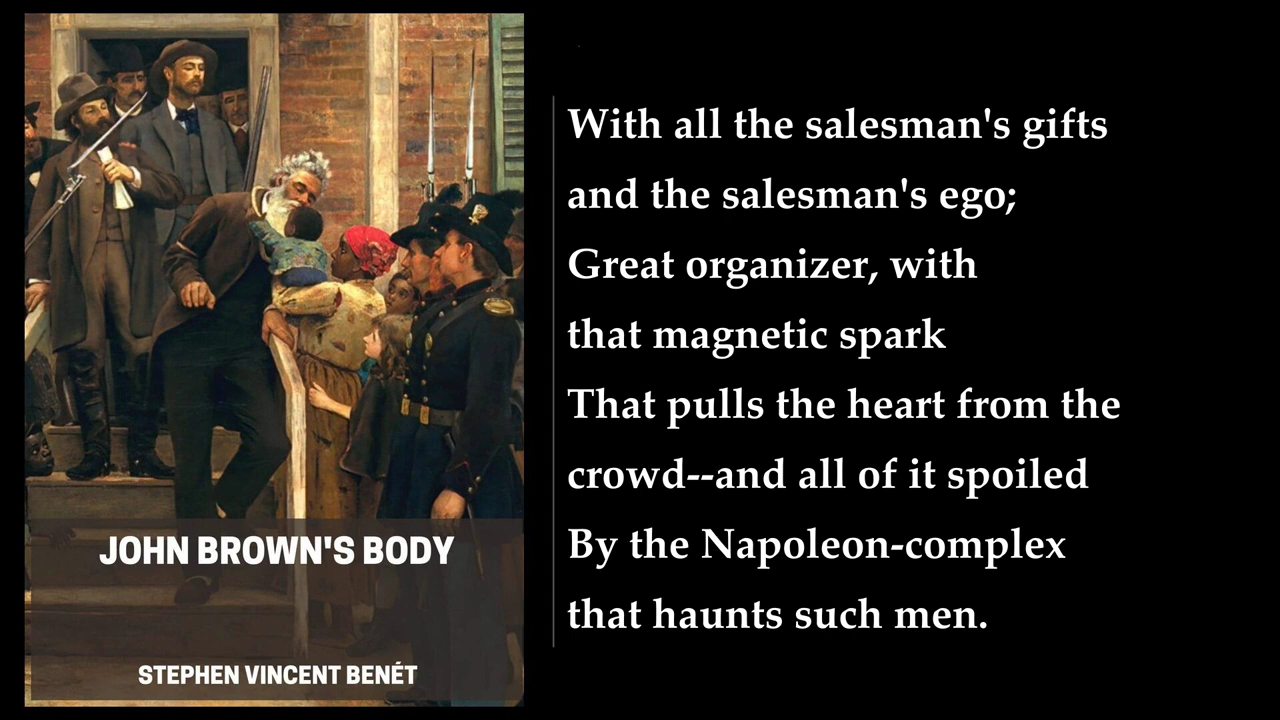 JOHN BROWN'S BODY
STEPHEN VINCENT BENÉT
With all the salesman's gifts
and the salesman's ego;
Great organizer, with
that magnetic spark
That pulls the heart from the
crowd--and all of it spoiled
By the Napoleon-complex
that haunts such men.